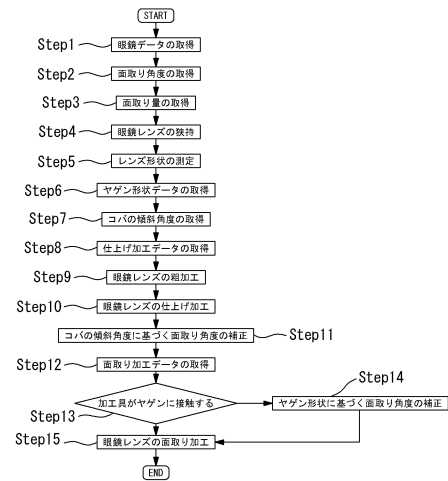 START
Step1 眼鏡データの取得
Step2 面取り角度の取得
Step3 面取り量の取得
Step4 眼鏡レンズの狭持
Step5 レンズ形状の測定
Step6 ヤゲン形状データの取得
Step7 コバの傾斜角度の取得
Step8 仕上げ加工データの取得
Step9 眼鏡レンズの粗加工
Step10 眼鏡レンズの仕上げ加工
コバの傾斜角度に基づく面取り角度の補正 Step11
Step12 面取り加工データの取得
Step13 加工具がヤゲンに接触する
Step14 ヤゲン形状に基づく面取り角度の補正
Step15 眼鏡レンズの面取り加工
END